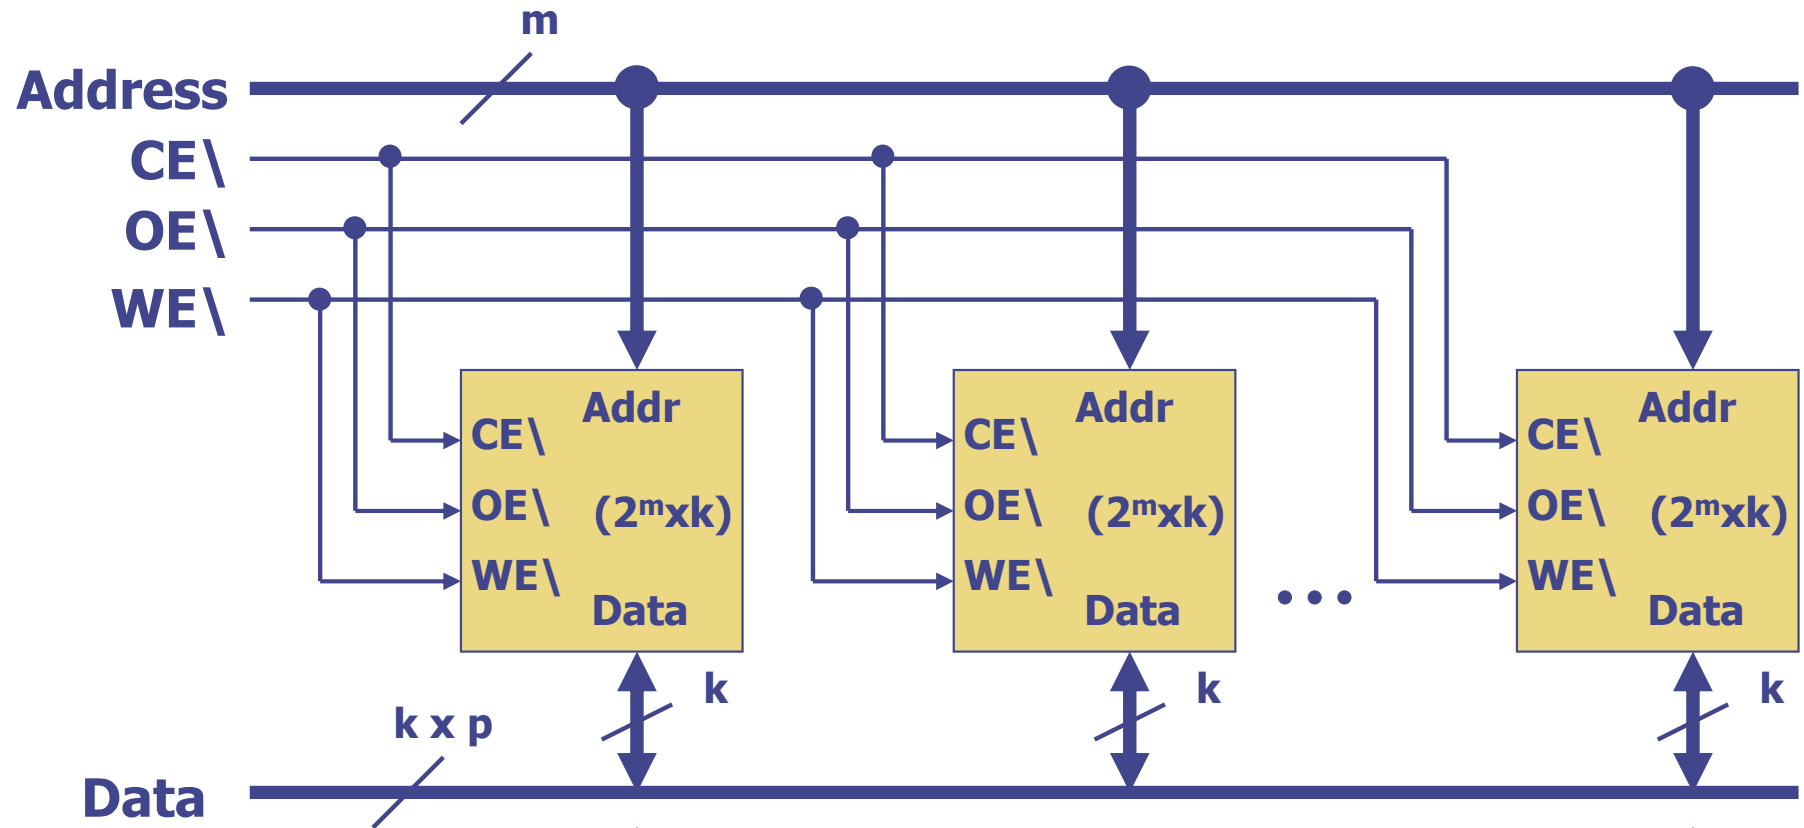 m
Address
CE\
OE\
WE\
Addr
CE\
OE\ (2ᵐxk)
WE\
Data
Addr
CE\
OE\ (2ᵐxk)
WE\
Data
Addr
CE\
OE\ (2ᵐxk)
WE\
Data
...
k
k
k
k x p
Data